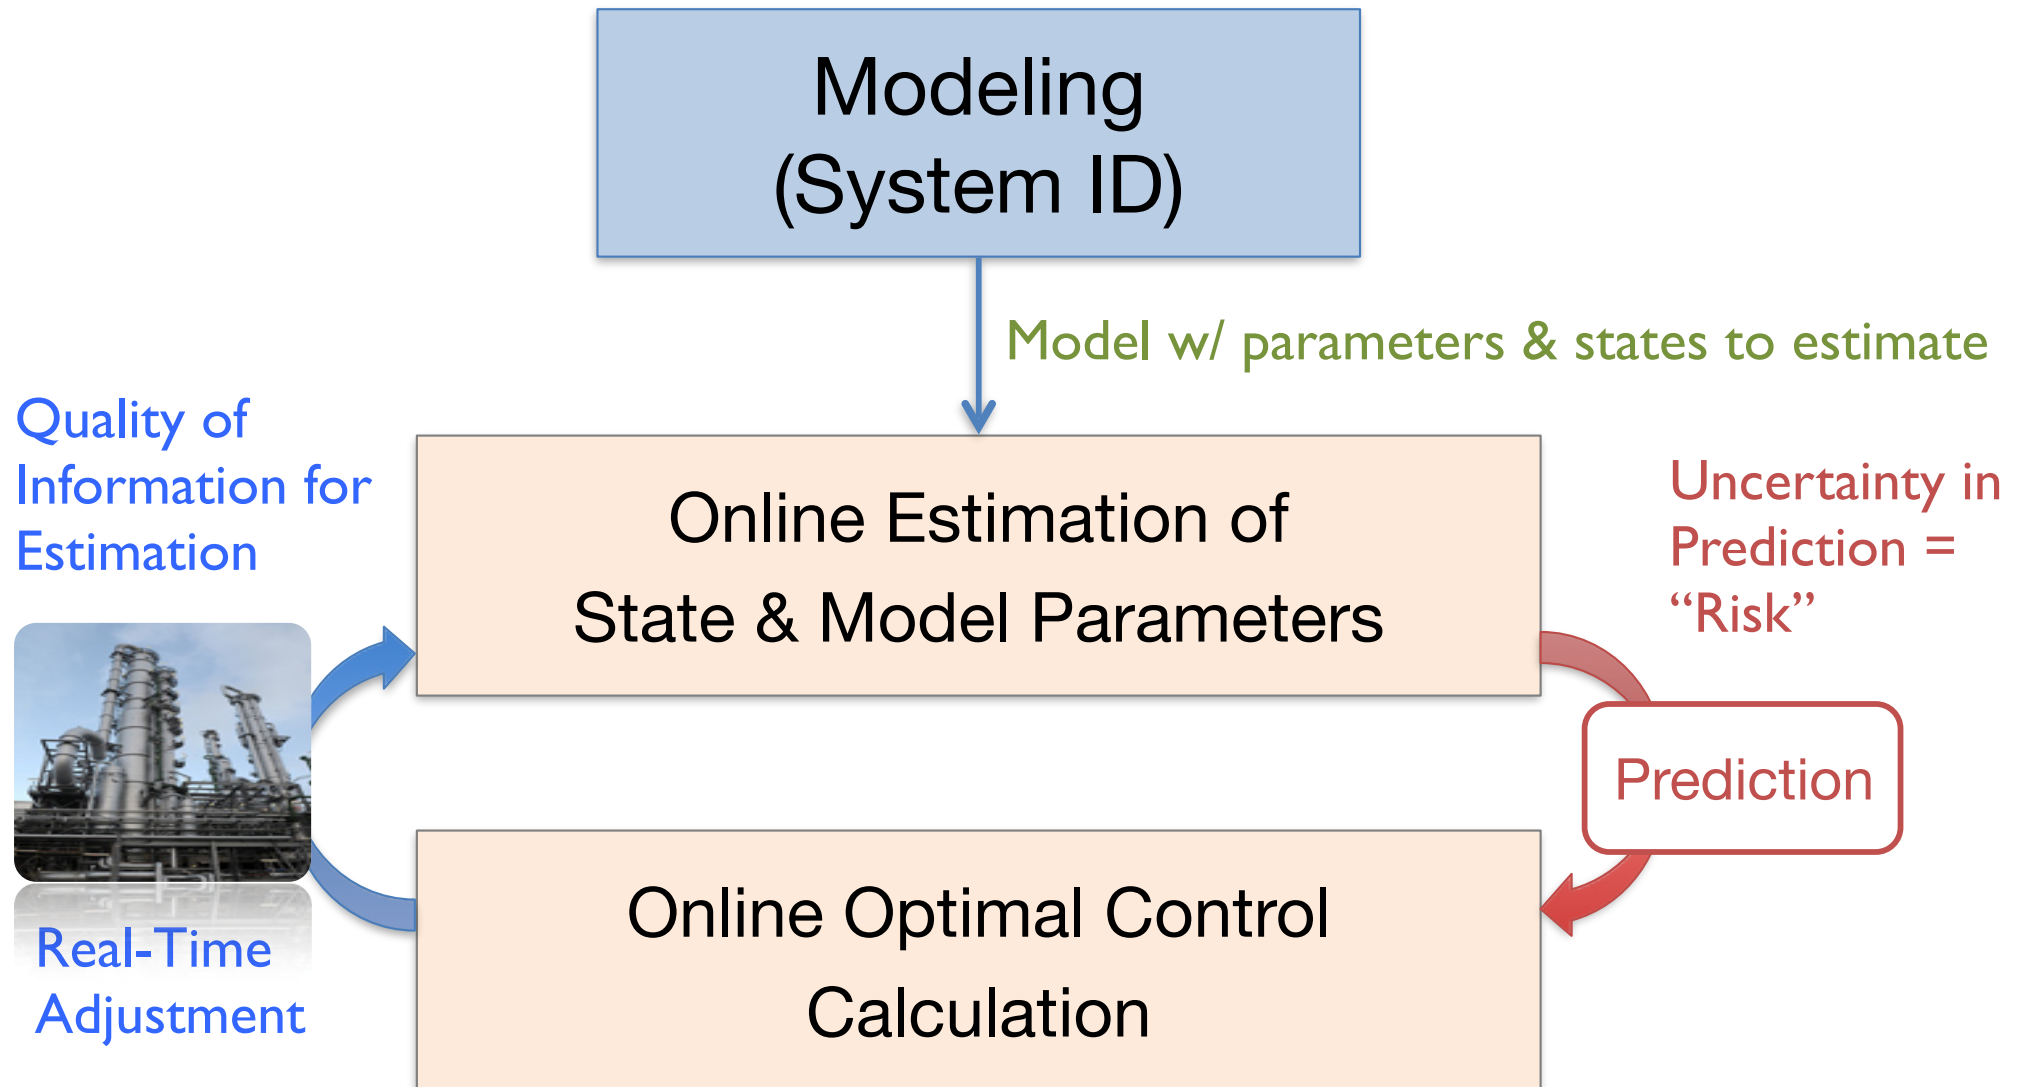 Modeling
(System ID)
Model w/ parameters & states to estimate
Quality of
Information for
Estimation
Online Estimation of
State & Model Parameters
Uncertainty in
Prediction =
“Risk”
Prediction
Online Optimal Control
Calculation
Real-Time
Adjustment